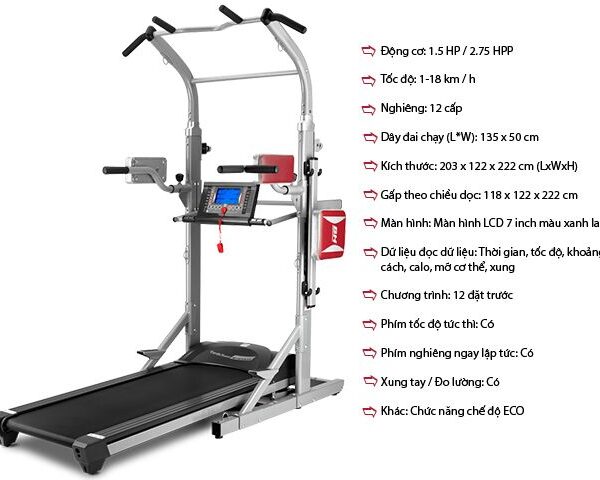 Động cơ: 1.5 HP / 2.75 HPP
Tốc độ: 1-18 km / h
Nghiêng: 12 cấp
Dây đai chạy (L*W): 135 x 50 cm
Kích thước: 203 x 122 x 222 cm (LxWxH)
Gấp theo chiều dọc: 118 x 122 x 222 cm
Màn hình: Màn hình LCD 7 inch màu xanh la
Dữ liệu đọc dữ liệu: Thời gian, tốc độ, khoảng
cách, calo, mỡ cơ thể, xung
Chương trình: 12 đặt trước
Phím tốc độ tức thì: Có
Phím nghiêng ngay lập tức: Có
Xung tay / Đo lường: Có
Khác: Chức năng chế độ ECO
BH